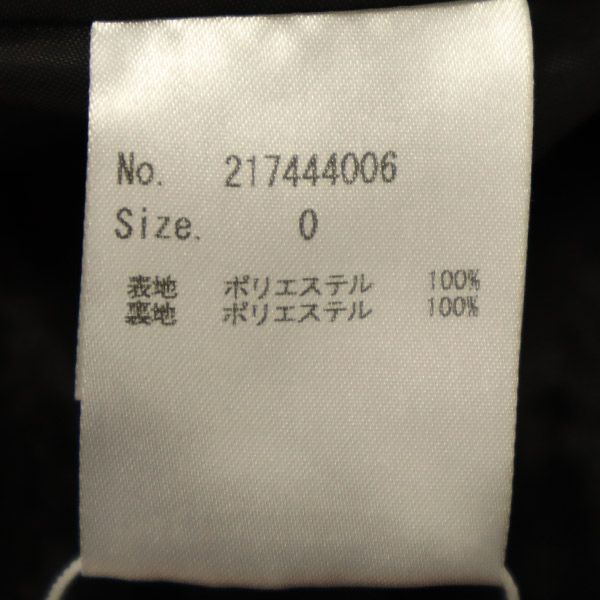 No. 217444006
Size. 0
表地 ポリエステル 100%
裏地 ポリエステル 100%